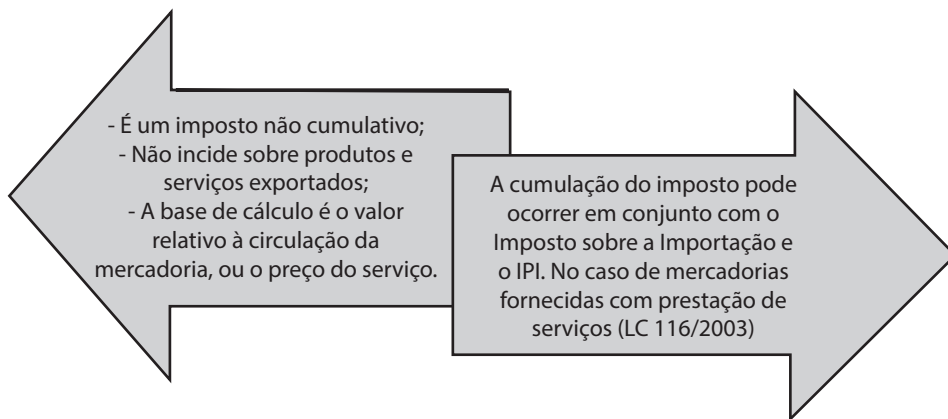 - É um imposto não cumulativo;
- Não incide sobre produtos e
serviços exportados;
- A base de cálculo é o valor
relativo à circulação da
mercadoria, ou o preço do serviço.
A cumulação do imposto pode
ocorrer em conjunto com o
Imposto sobre a Importação e
o IPI. No caso de mercadorias
fornecidas com prestação de
serviços (LC 116/2003)